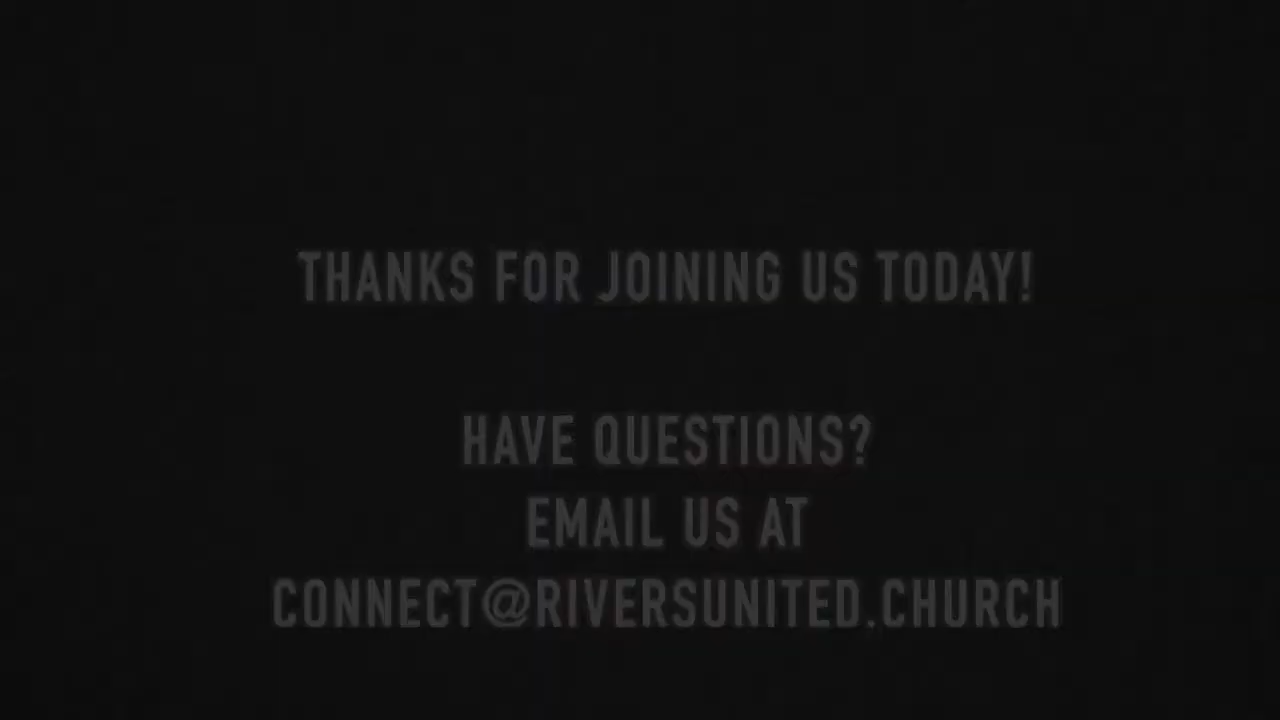 THANKS FOR JOINING US TODAY!
HAVE QUESTIONS?
EMAIL US AT
CONNECT@RIVERSUNITED.CHURCH